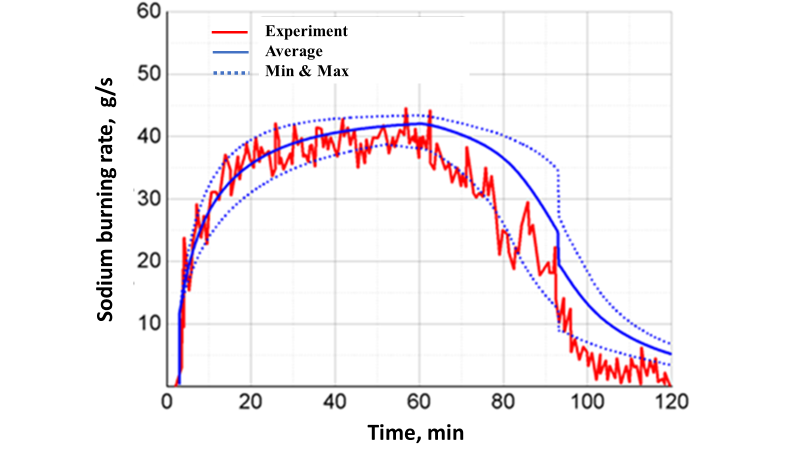 60
Experiment
Average
Min & Max
50
40
30
20
10
Sodium burning rate, g/s
0 20 40 60 80 100 120
Time, min